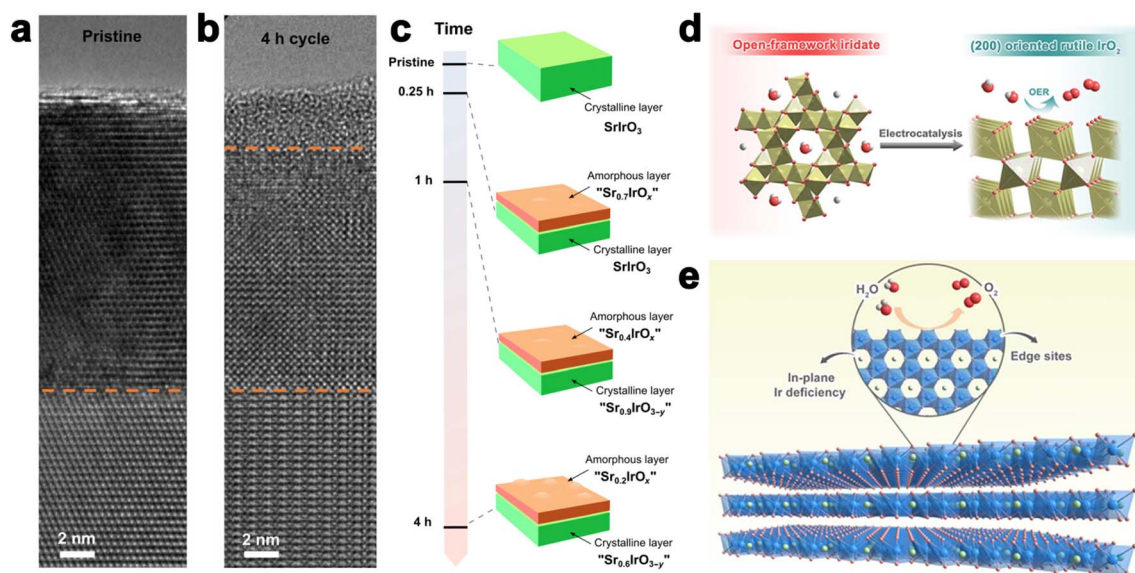 a
Pristine
2 nm
b
4 h cycle
2 nm
c
Time
Pristine
0.25 h
1 h
4 h
Crystalline layer
SrIrO₃
Amorphous layer
"Sr₀.₇IrOₓ"
Crystalline layer
SrIrO₃
Amorphous layer
"Sr₀.₄IrOₓ"
Crystalline layer
"Sr₀.₉IrO₃₋y"
Amorphous layer
"Sr₀.₂IrOₓ"
Crystalline layer
"Sr₀.₆IrO₃₋y"
d
Open-framework iridate
(200) oriented rutile IrO₂
OER
Electrocatalysis
e
H₂O
O₂
Edge sites
In-plane
Ir deficiency